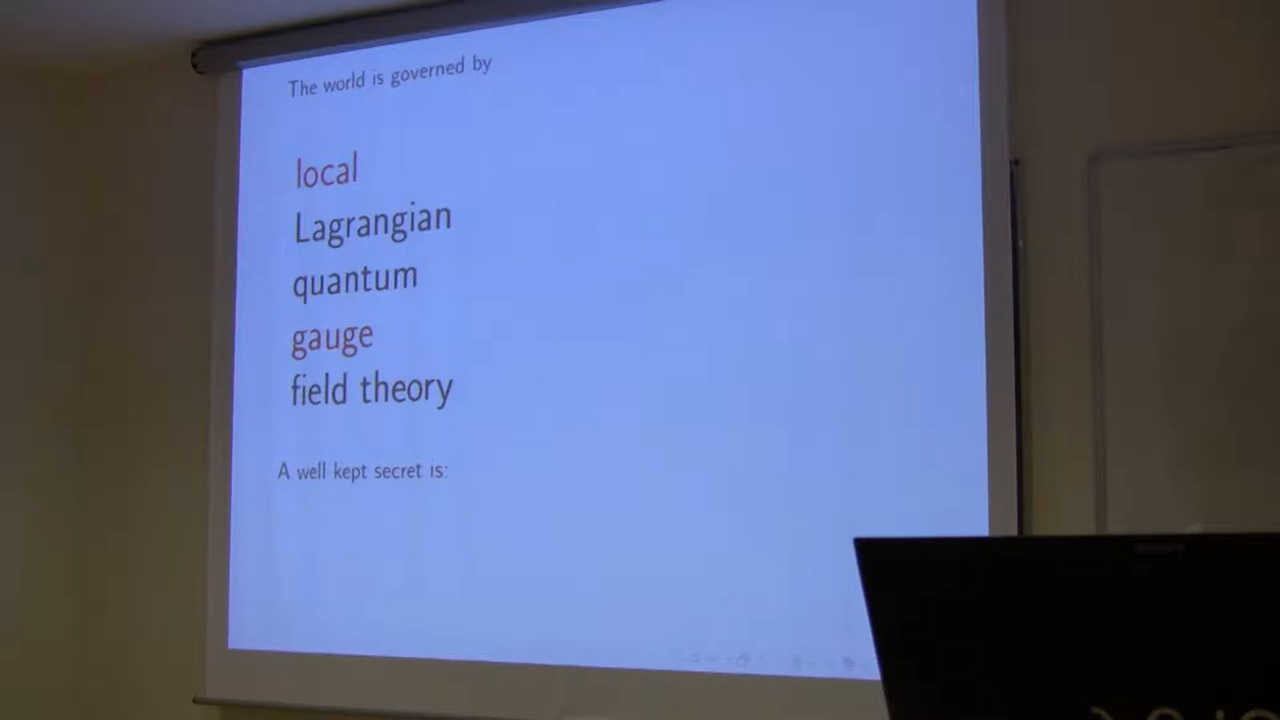 The world is governed by
local
Lagrangian
quantum
gauge
field theory
A well kept secret is: